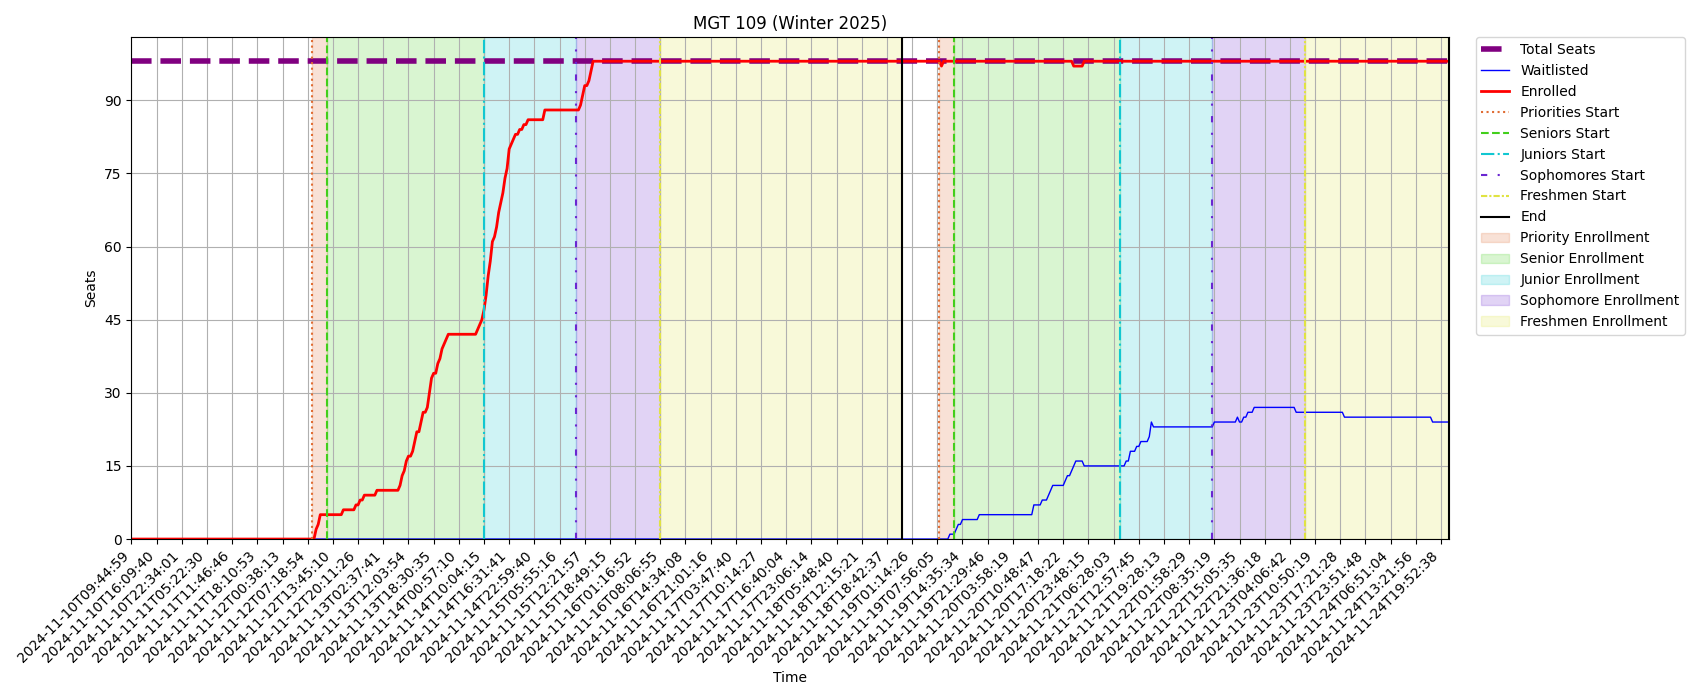 MGT 109 (Winter 2025)
Seats
90
75
60
45
30
15
0
2024-11-10T09:44:59
2024-11-10T16:09:40
2024-11-10T22:34:01
2024-11-11T05:22:30
2024-11-11T11:46:46
2024-11-11T18:10:53
2024-11-12T00:38:13
2024-11-12T07:18:54
2024-11-12T13:45:10
2024-11-12T20:11:26
2024-11-13T02:37:41
2024-11-13T12:03:54
2024-11-13T18:30:35
2024-11-14T00:57:10
2024-11-14T10:04:15
2024-11-14T16:31:41
2024-11-14T22:59:40
2024-11-15T05:55:16
2024-11-15T12:21:57
2024-11-15T18:49:15
2024-11-16T01:16:52
2024-11-16T08:06:55
2024-11-16T14:34:08
2024-11-16T21:01:16
2024-11-17T03:47:40
2024-11-17T10:14:27
2024-11-17T16:40:04
2024-11-17T23:06:14
2024-11-18T05:48:40
2024-11-18T12:15:21
2024-11-18T18:42:37
2024-11-19T01:14:26
2024-11-19T07:56:05
2024-11-19T14:35:34
2024-11-19T21:29:46
2024-11-20T03:58:19
2024-11-20T10:48:47
2024-11-20T17:18:22
2024-11-20T23:48:15
2024-11-21T06:28:03
2024-11-21T12:57:45
2024-11-21T19:28:13
2024-11-22T01:58:29
2024-11-22T08:35:19
2024-11-22T15:05:35
2024-11-22T21:36:18
2024-11-23T04:06:42
2024-11-23T10:50:19
2024-11-23T17:21:28
2024-11-23T23:51:48
2024-11-24T06:51:04
2024-11-24T13:21:56
2024-11-24T19:52:38
Time
Total Seats
Waitlisted
Enrolled
Priorities Start
Seniors Start
Juniors Start
Sophomores Start
Freshmen Start
End
Priority Enrollment
Senior Enrollment
Junior Enrollment
Sophomore Enrollment
Freshmen Enrollment